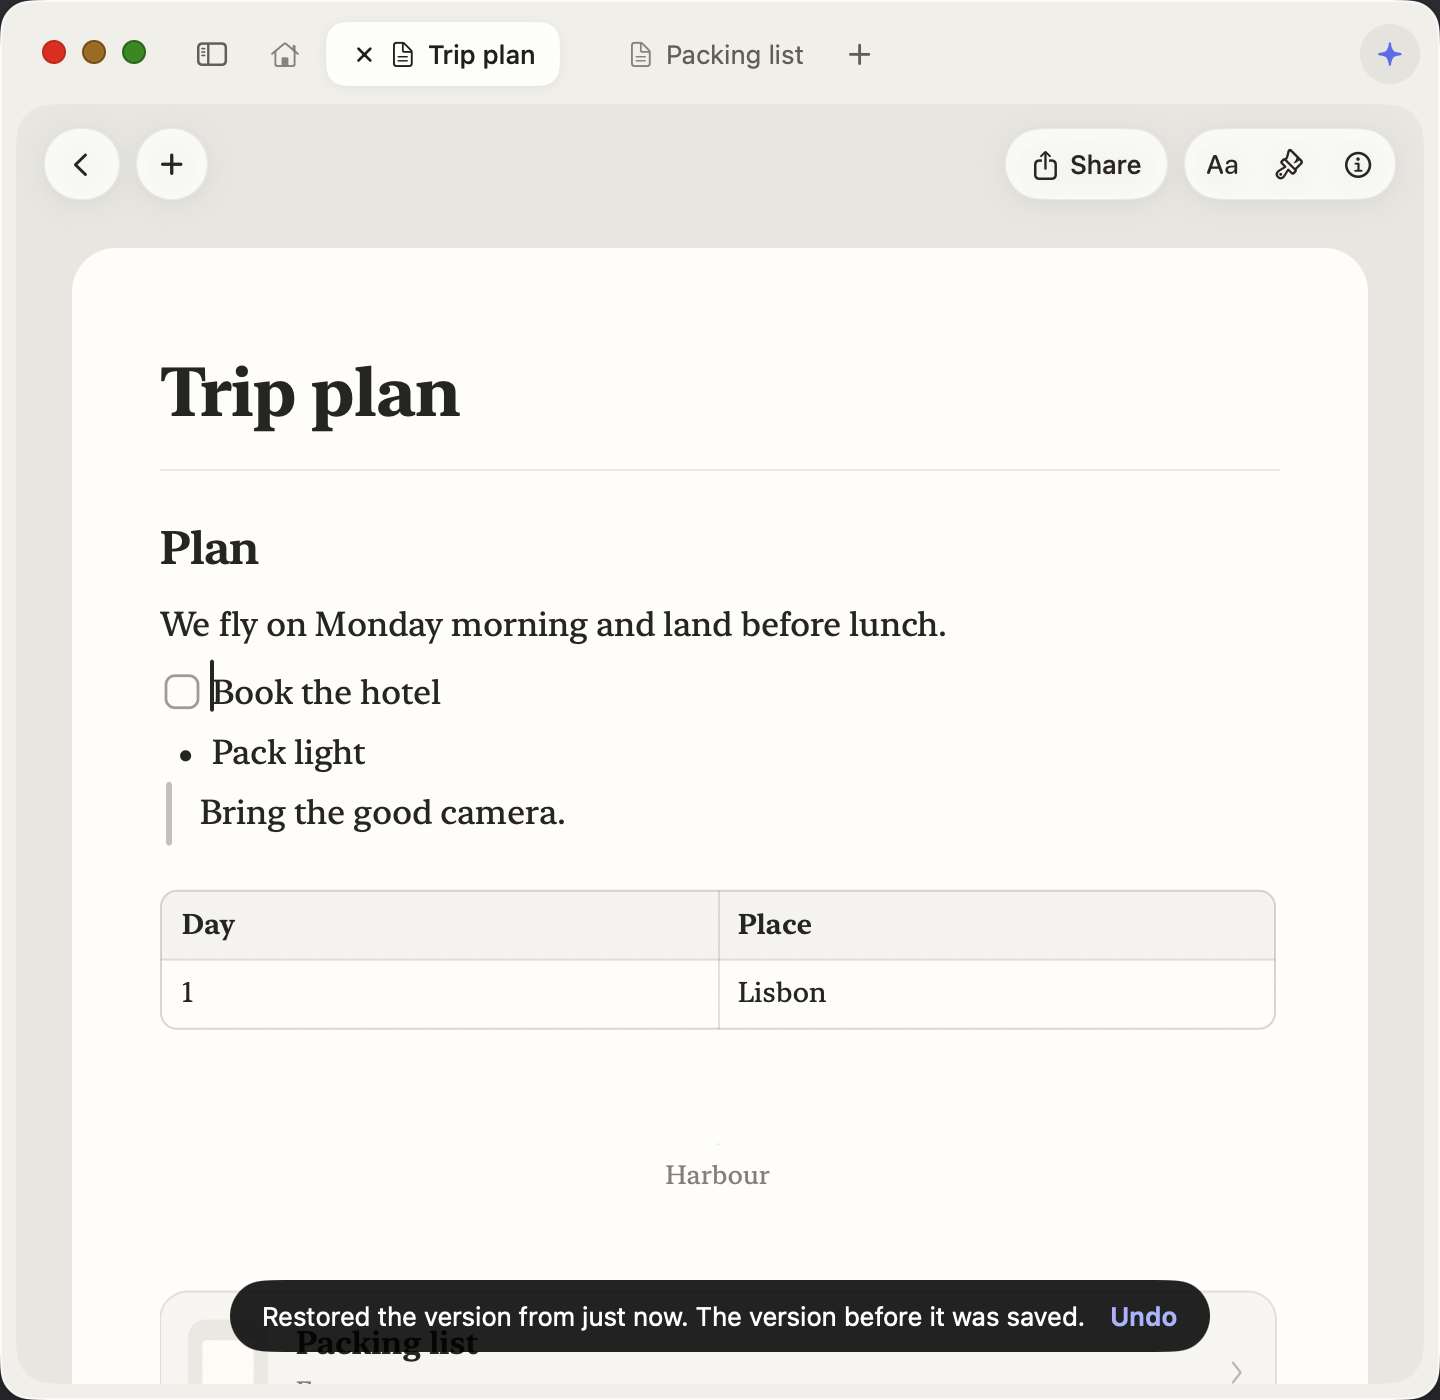 Trip plan
Packing list
Share
Aa
Trip plan
Plan
We fly on Monday morning and land before lunch.
Book the hotel
Pack light
Bring the good camera.
Day Place
1 Lisbon
Harbour
Restored the version from just now. The version before it was saved. Undo
Packing list